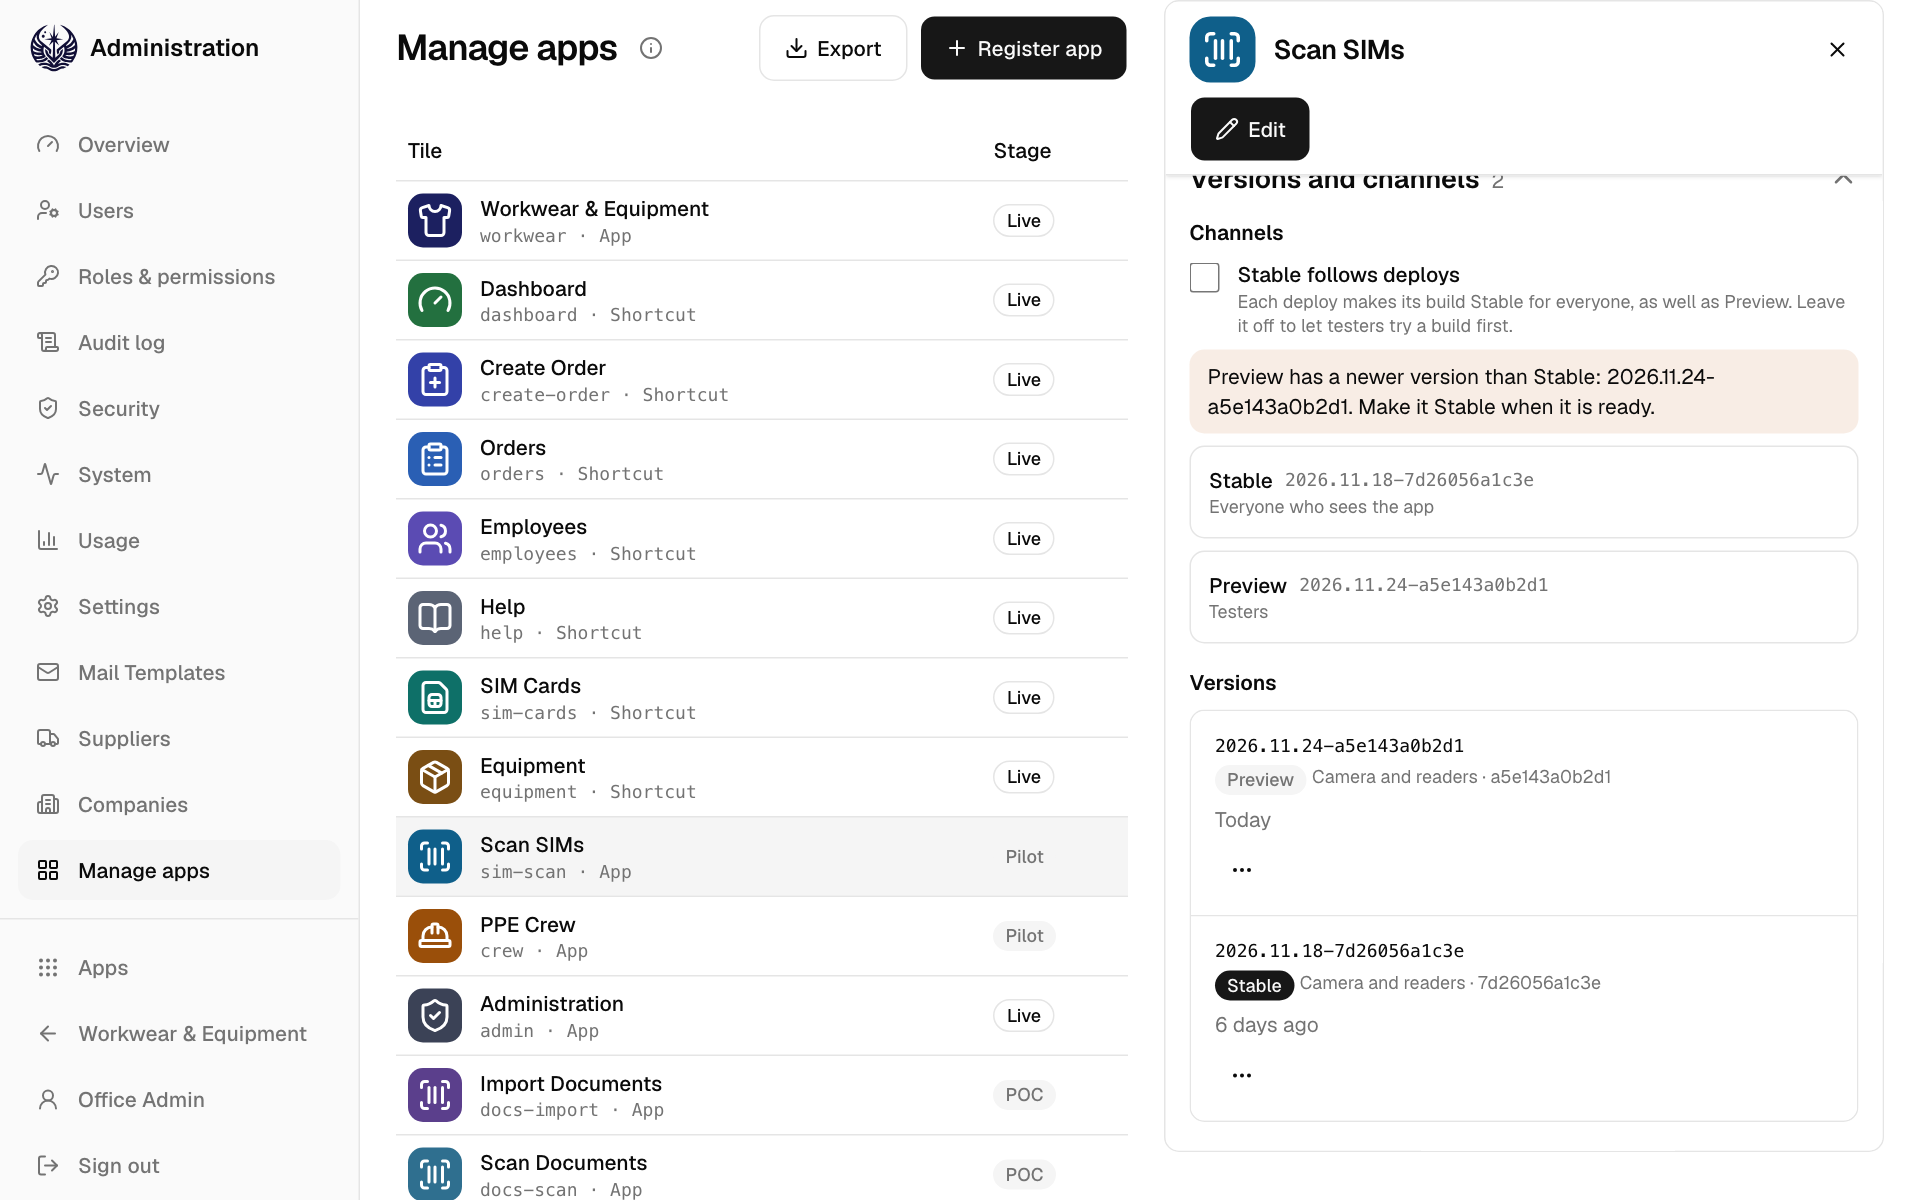 Administration
Overview
Users
Roles & permissions
Audit log
Security
System
Usage
Settings
Mail Templates
Suppliers
Companies
Manage apps
Apps
Workwear & Equipment
Office Admin
Sign out
Manage apps
Export
Register app
Tile Stage
Workwear & Equipment
workwear · App
Live
Dashboard
dashboard · Shortcut
Live
Create Order
create-order · Shortcut
Live
Orders
orders · Shortcut
Live
Employees
employees · Shortcut
Live
Help
help · Shortcut
Live
SIM Cards
sim-cards · Shortcut
Live
Equipment
equipment · Shortcut
Live
Scan SIMs
sim-scan · App
Pilot
PPE Crew
crew · App
Pilot
Administration
admin · App
Live
Import Documents
docs-import · App
POC
Scan Documents
docs-scan · App
POC
Scan SIMs
Edit
Versions and channels 2
Channels
Stable follows deploys
Each deploy makes its build Stable for everyone, as well as Preview. Leave
it off to let testers try a build first.
Preview has a newer version than Stable: 2026.11.24-
a5e143a0b2d1. Make it Stable when it is ready.
Stable 2026.11.18-7d26056a1c3e
Everyone who sees the app
Preview 2026.11.24-a5e143a0b2d1
Testers
Versions
2026.11.24-a5e143a0b2d1
Preview Camera and readers · a5e143a0b2d1
Today
2026.11.18-7d26056a1c3e
Stable Camera and readers · 7d26056a1c3e
6 days ago